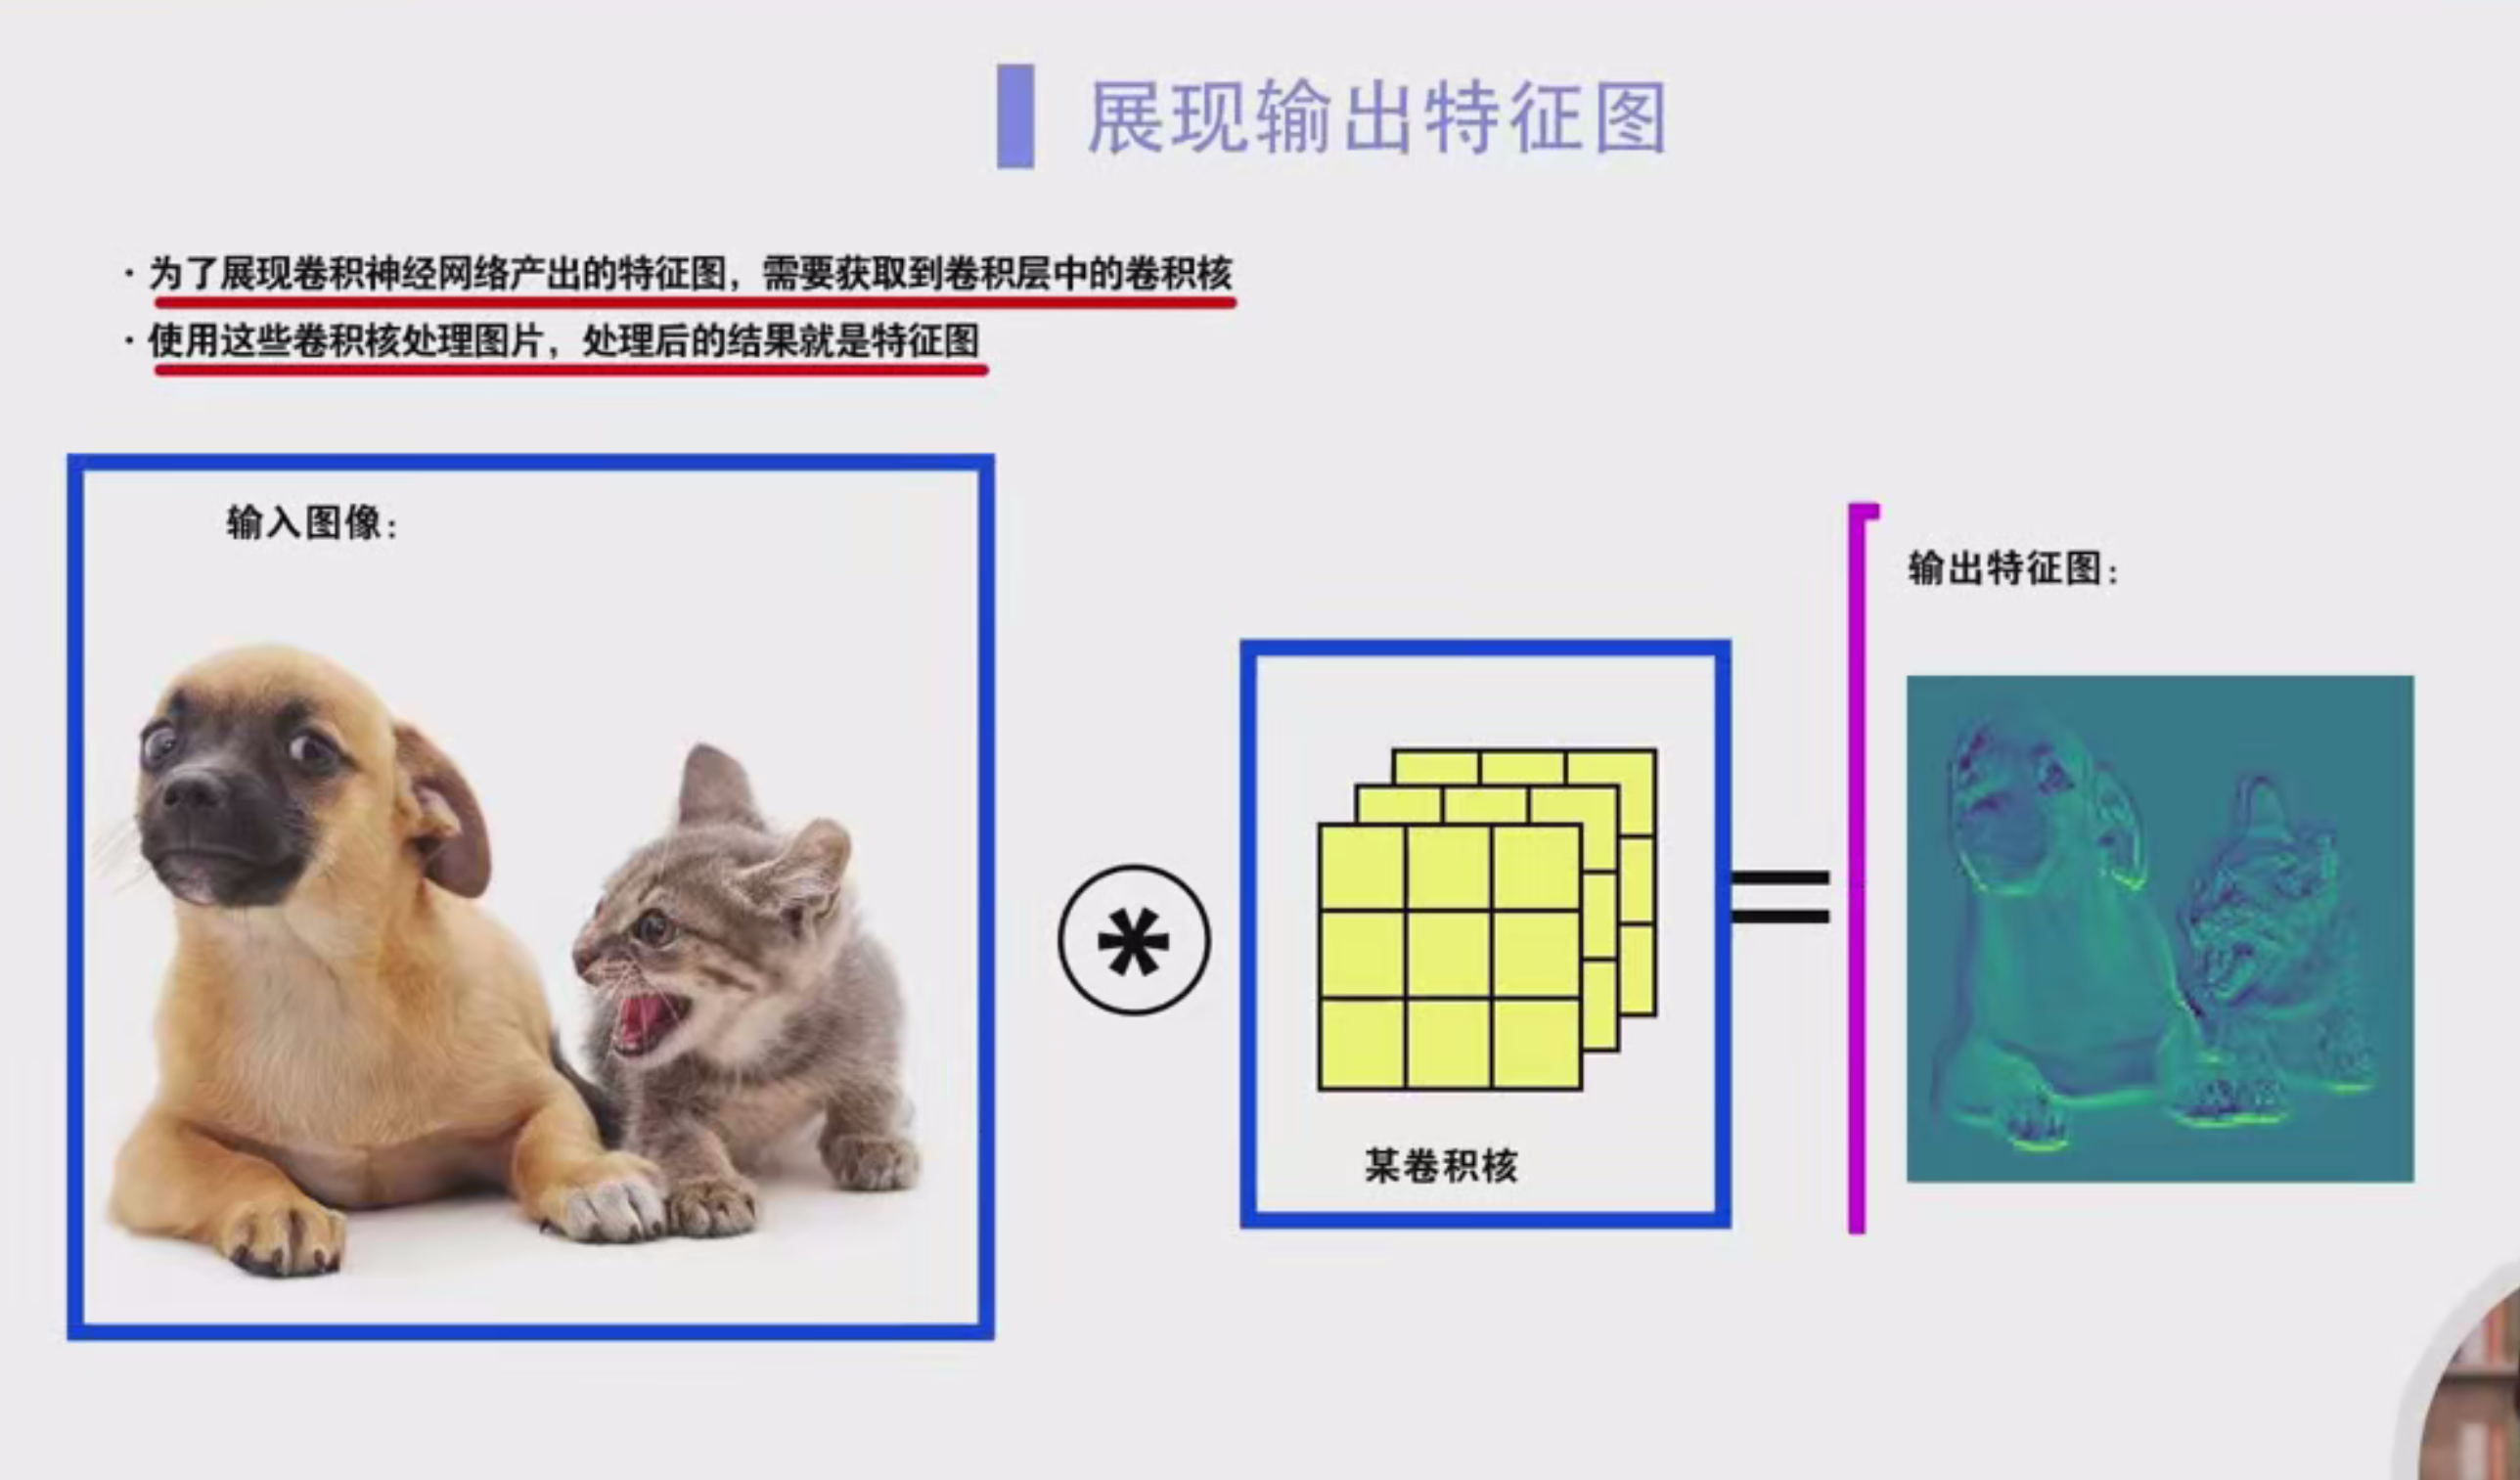 展现输出特征图
· 为了展现卷积神经网络产出的特征图，需要获取到卷积层中的卷积核
· 使用这些卷积核处理图片，处理后的结果就是特征图
输入图像：
输出特征图：
*
=
某卷积核